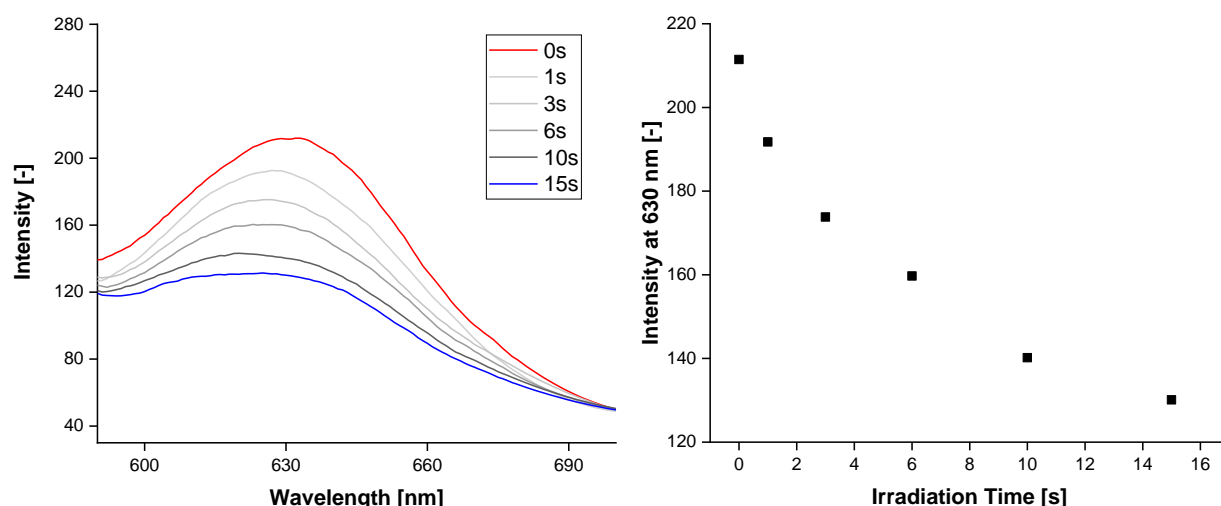 280
240
200
160
120
80
40
Intensity [-]
600 630 660 690
Wavelength [nm]
0s
1s
3s
6s
10s
15s
220
200
180
160
140
120
Intensity at 630 nm [-]
0 2 4 6 8 10 12 14 16
Irradiation Time [s]